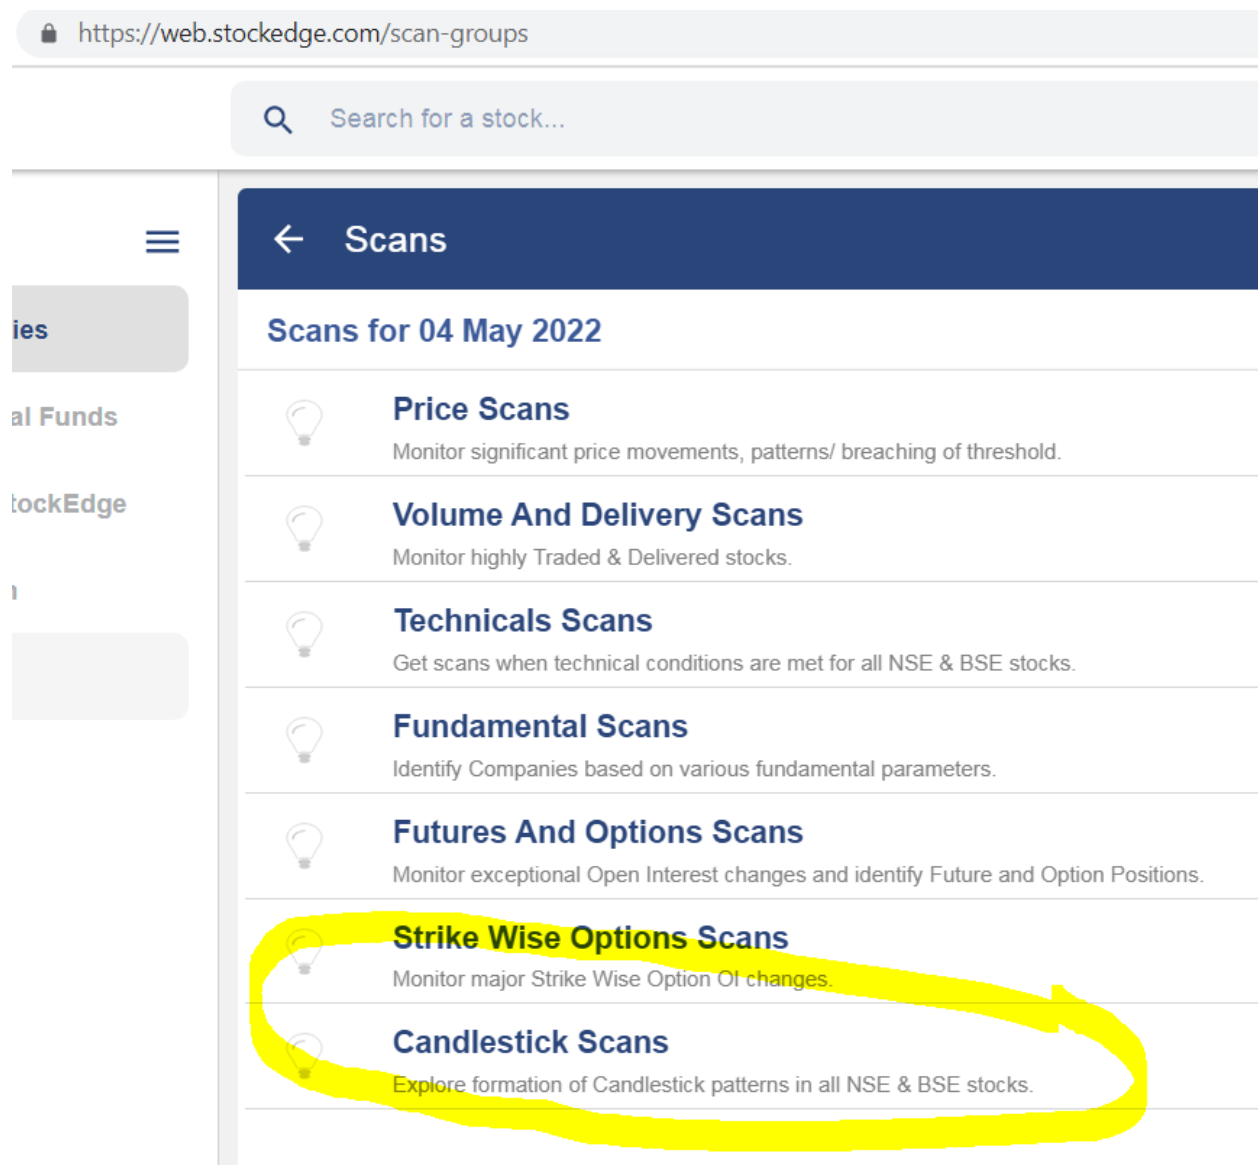 https://web.stockedge.com/scan-groups
Search for a stock...
Scans
ies
al Funds
tockEdge
Scans for 04 May 2022
Price Scans
Monitor significant price movements, patterns/ breaching of threshold.
Volume And Delivery Scans
Monitor highly Traded & Delivered stocks.
Technicals Scans
Get scans when technical conditions are met for all NSE & BSE stocks.
Fundamental Scans
Identify Companies based on various fundamental parameters.
Futures And Options Scans
Monitor exceptional Open Interest changes and identify Future and Option Positions.
Strike Wise Options Scans
Monitor major Strike Wise Option OI changes.
Candlestick Scans
Explore formation of Candlestick patterns in all NSE & BSE stocks.